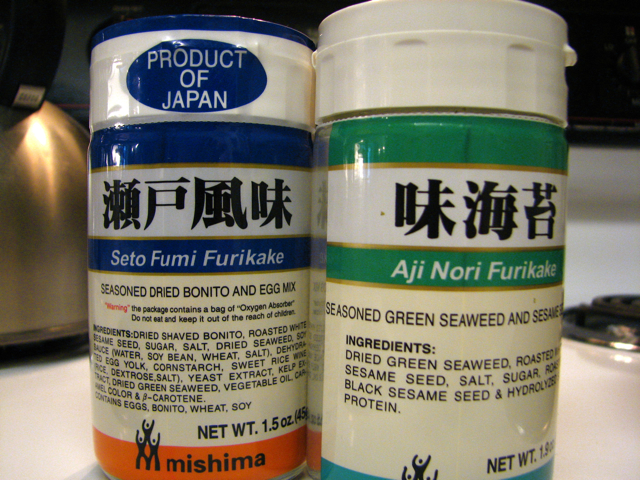 PRODUCT
OF
JAPAN
瀬戸風味
Seto Fumi Furikake
SEASONED DRIED BONITO AND EGG MIX
"Warning" the package contains a bag of "Oxygen Absorber"
Do not eat and keep it out of the reach of children.
INGREDIENTS:DRIED SHAVED BONITO, ROASTED WHITE
SESAME SEED, SUGAR, SALT, DRIED SEAWEED, SOY
SAUCE (WATER, SOY BEAN, WHEAT, SALT), DEHYDRA-
TED EGG YOLK, CORNSTARCH, SWEET RICE WINE
RICE, DEXTROSE,SALT), YEAST EXTRACT, KELP EX-
TRACT, DRIED GREEN SEAWEED, VEGETABLE OIL, CARA-
MEL COLOR & β-CAROTENE.
CONTAINS EGGS, BONITO, WHEAT, SOY
NET WT. 1.5 oz. (45
mishima
味海苔
Aji Nori Furikake
SEASONED GREEN SEAWEED AND SESAME
INGREDIENTS:
DRIED GREEN SEAWEED, ROASTED
SESAME SEED, SALT, SUGAR,
BLACK SESAME SEED & HYDROLYZED
PROTEIN.
NET WT. 1.9